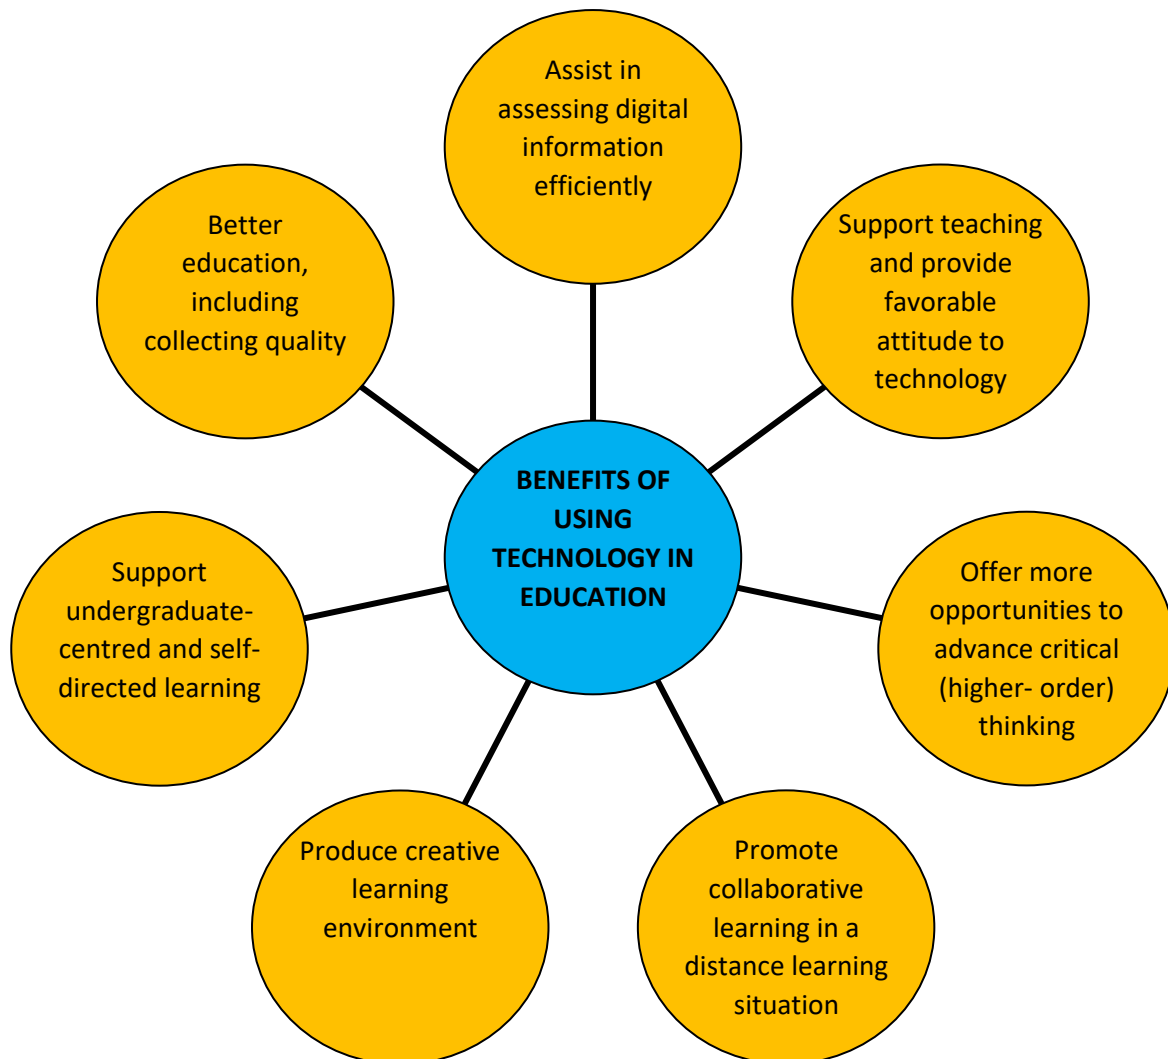 Assist in
assessing digital
information
efficiently
Support teaching
and provide
favorable
attitude to
technology
Offer more
opportunities to
advance critical
(higher- order)
thinking
Promote
collaborative
learning in a
distance learning
situation
Produce creative
learning
environment
Support
undergraduate-
centred and self-
directed learning
Better
education,
including
collecting quality
BENEFITS OF
USING
TECHNOLOGY IN
EDUCATION